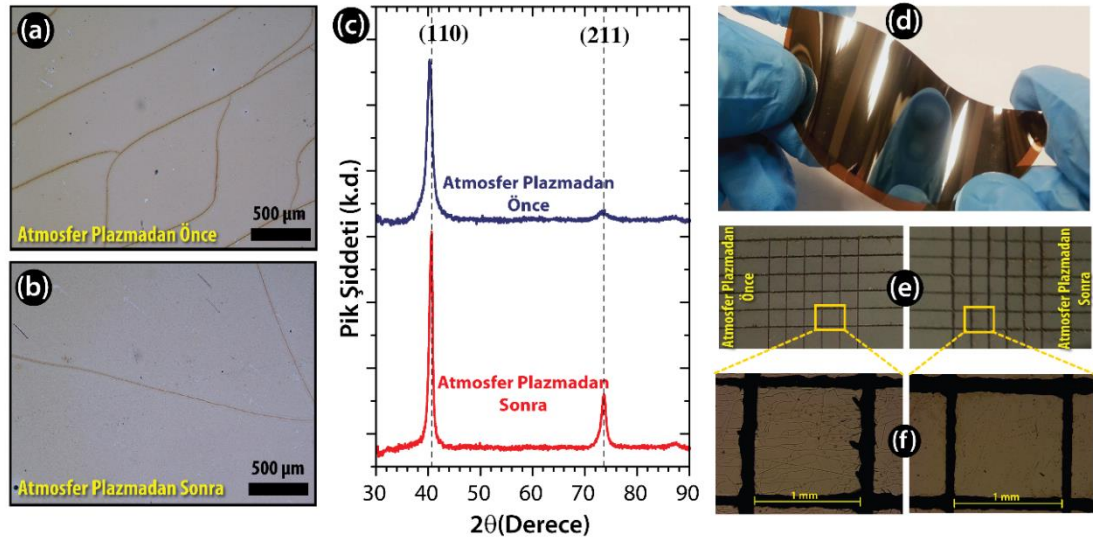 (a)
Atmosfer Plazmadan Önce
500 µm
(b)
Atmosfer Plazmadan Sonra
500 µm
(c)
(110)
(211)
Pik Şiddeti (k.d.)
Atmosfer Plazmadan
Önce
Atmosfer Plazmadan
Sonra
30 40 50 60 70 80 90
2θ(Derece)
(d)
Atmosfer Plazmadan
Önce
(e)
Atmosfer Plazmadan
Sonra
(f)
1 mm
1 mm